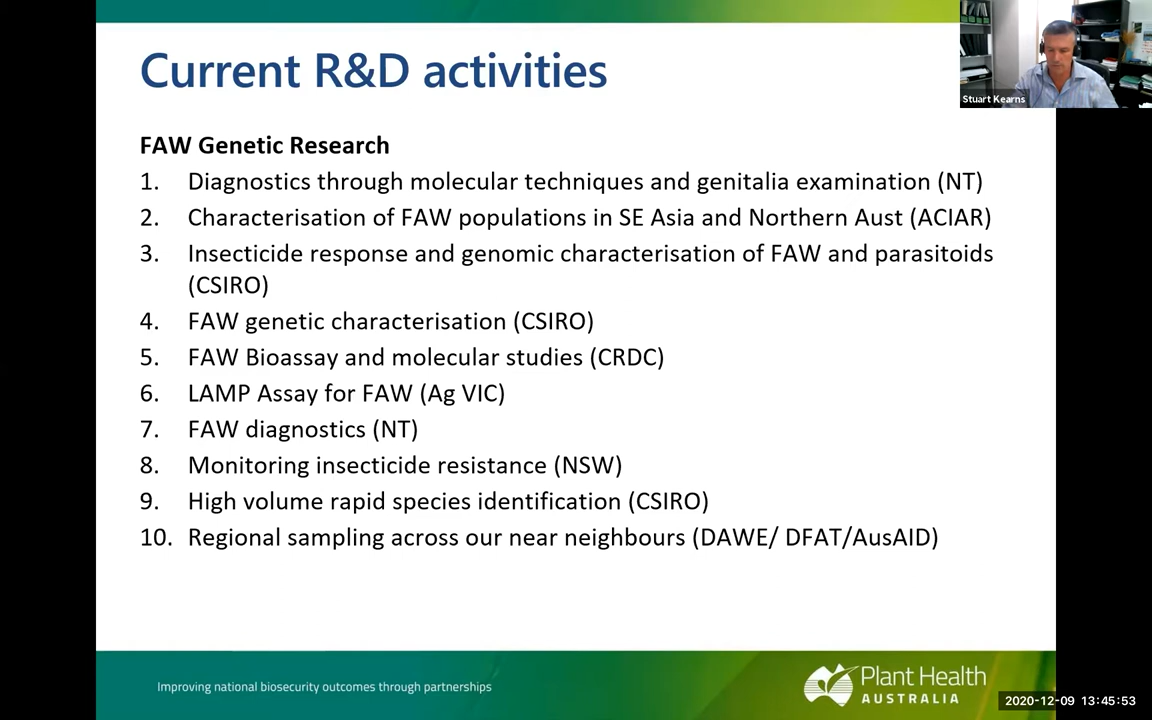 Current R&D activities
Stuart Kearns
FAW Genetic Research
1. Diagnostics through molecular techniques and genitalia examination (NT)
2. Characterisation of FAW populations in SE Asia and Northern Aust (ACIAR)
3. Insecticide response and genomic characterisation of FAW and parasitoids
(CSIRO)
4. FAW genetic characterisation (CSIRO)
5. FAW Bioassay and molecular studies (CRDC)
6. LAMP Assay for FAW (Ag VIC)
7. FAW diagnostics (NT)
8. Monitoring insecticide resistance (NSW)
9. High volume rapid species identification (CSIRO)
10. Regional sampling across our near neighbours (DAWE/ DFAT/AusAID)
Improving national biosecurity outcomes through partnerships
Plant Health
AUSTRALIA
2020-12-09 13:45:53